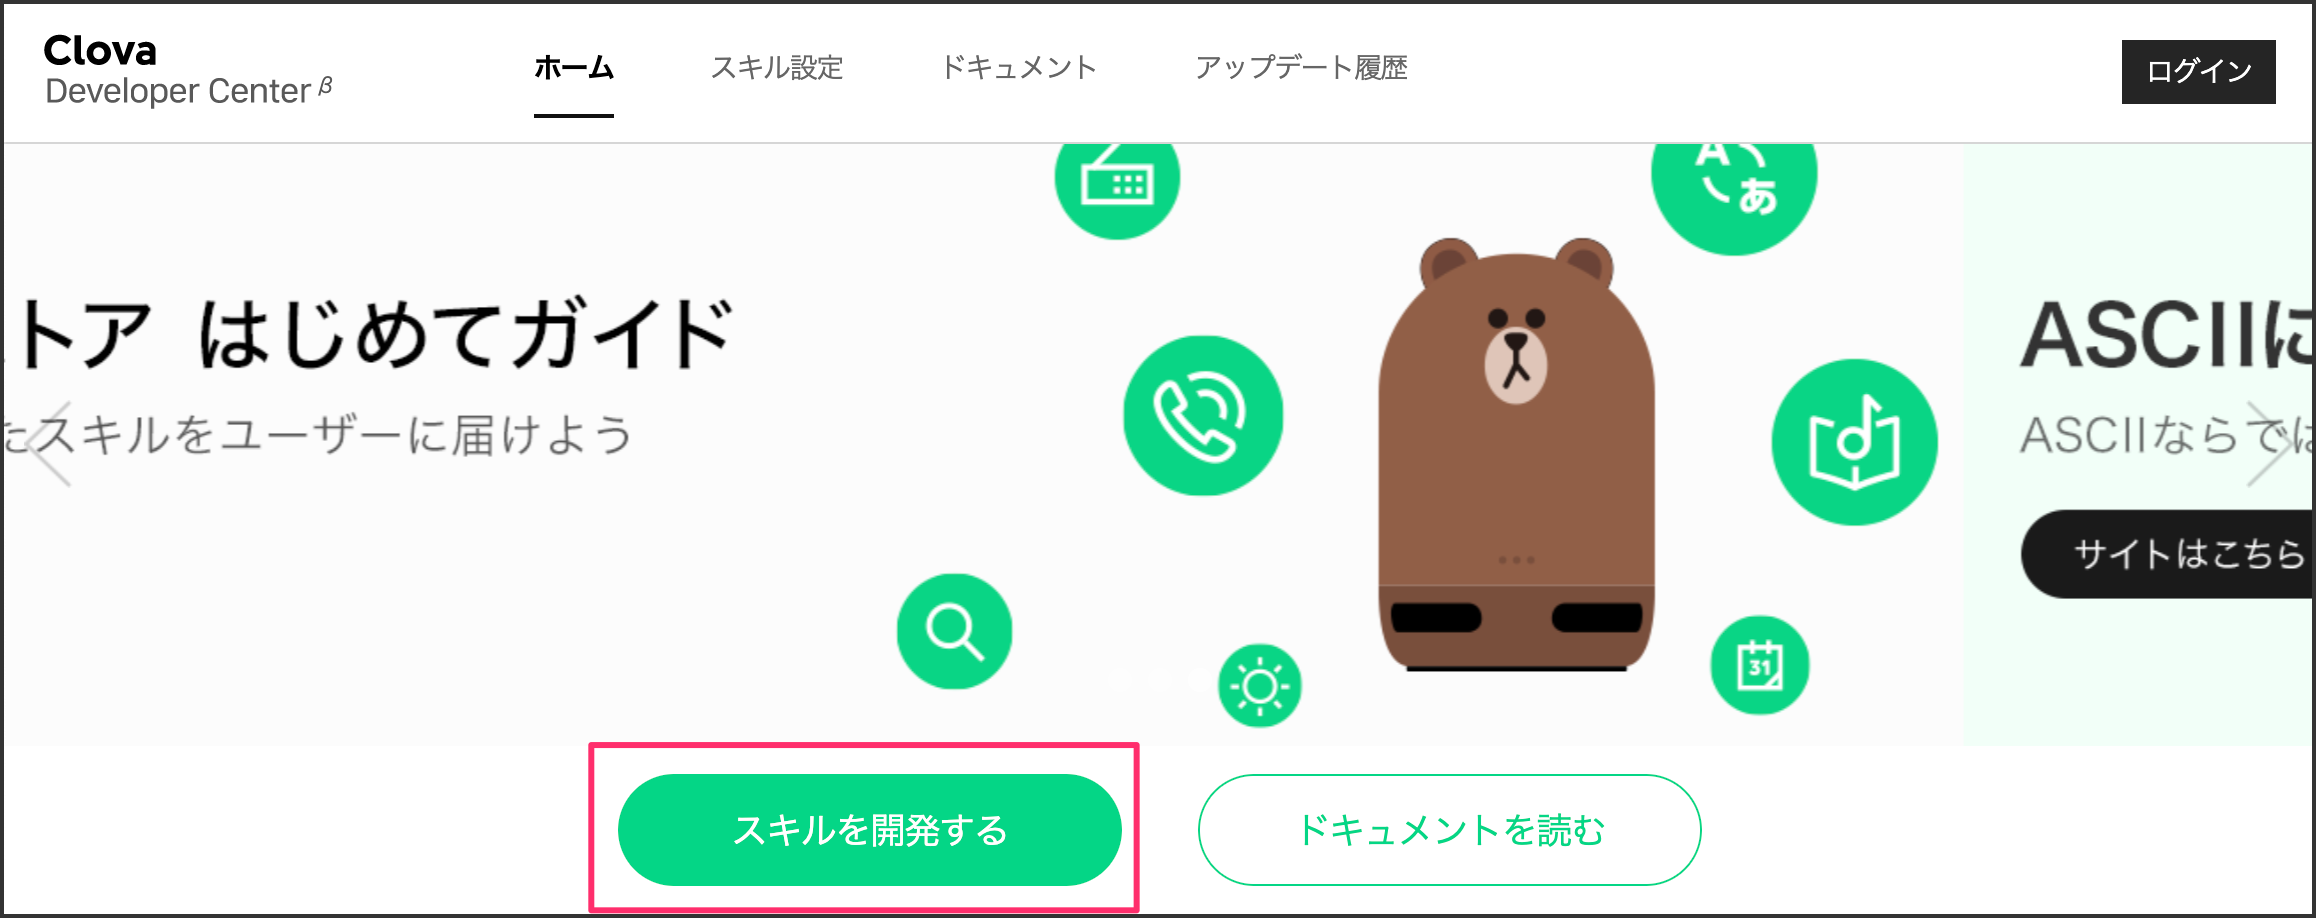 Clova
Developer Center β
ホーム
スキル設定
ドキュメント
アップデート履歴
ログイン
A
あ
トア はじめてガイド
たスキルをユーザーに届けよう
31
ASCIIに
ASCIIならでは
サイトはこちら
スキルを開発する
ドキュメントを読む